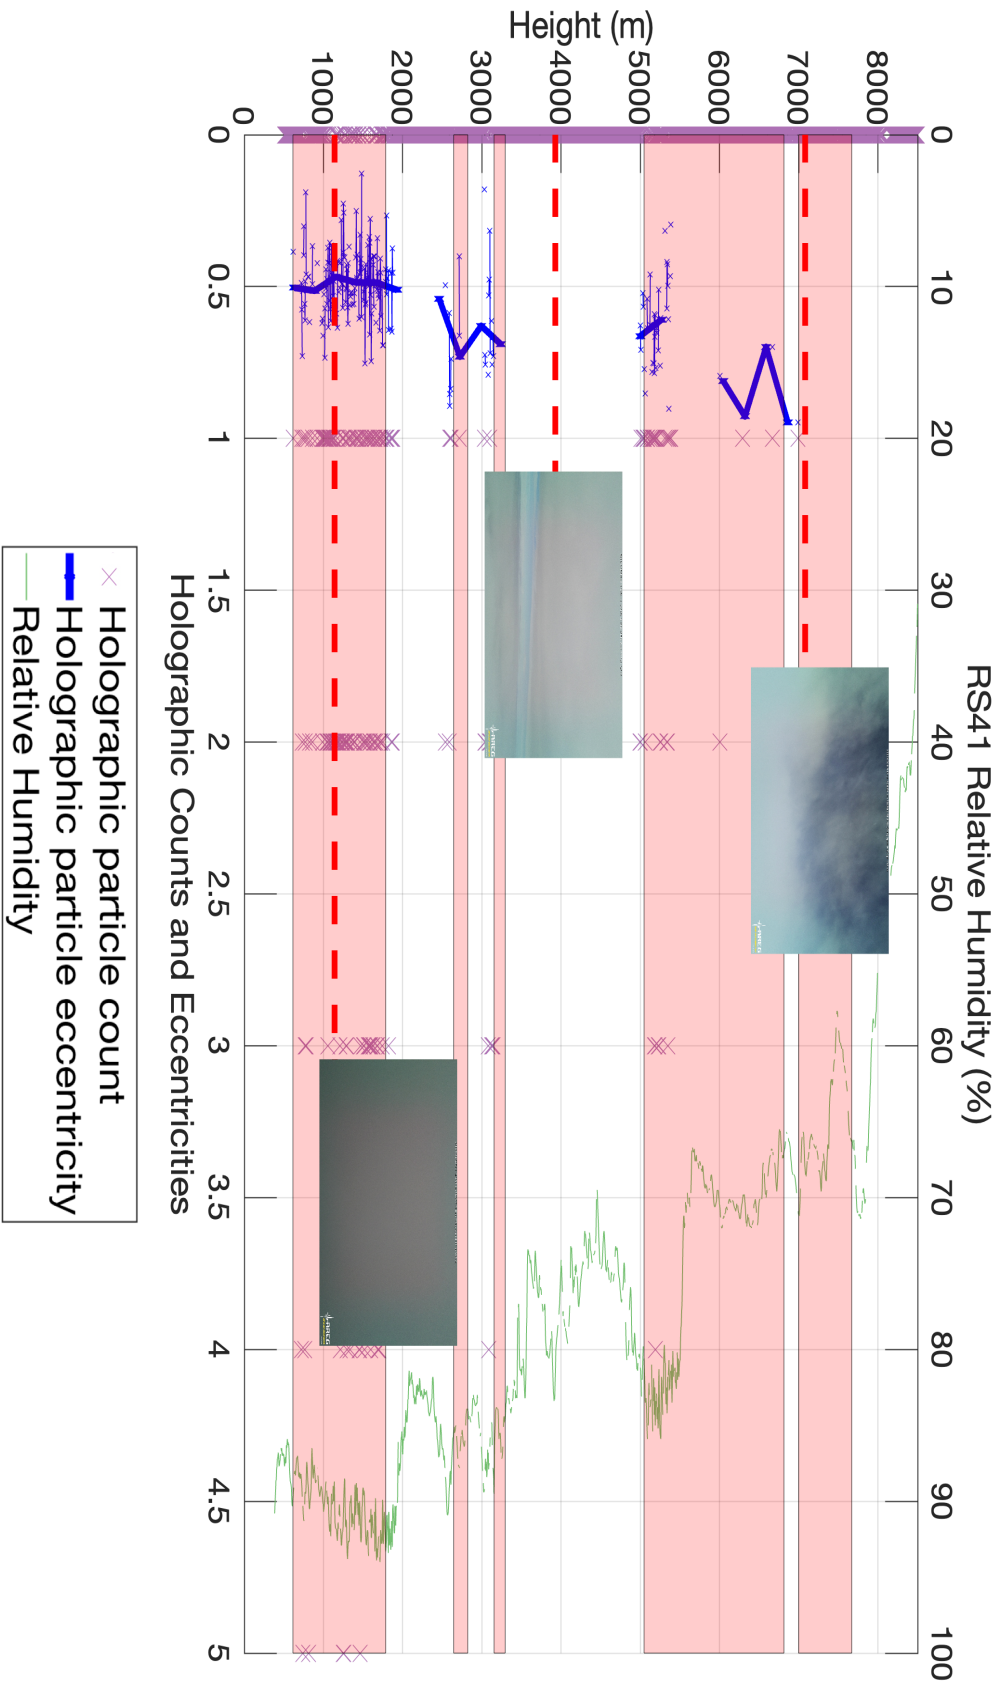 RS41 Relative Humidity (%)
0 10 20 30 40 50 60 70 80 90 100
Height (m)
8000
7000
6000
5000
4000
3000
2000
1000
0
0 0.5 1 1.5 2 2.5 3 3.5 4 4.5 5
Holographic Counts and Eccentricities
Holographic particle count
Holographic particle eccentricity
Relative Humidity